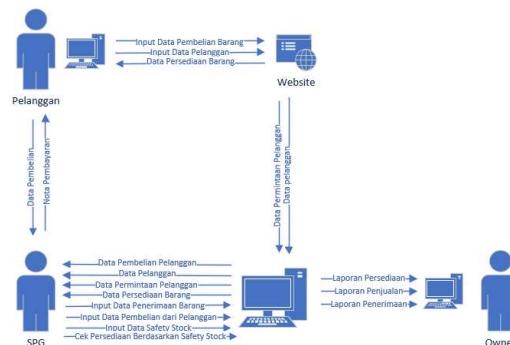 Input Data Pembelian Barang
Input Data Pelanggan
Data Persediaan Barang
Pelanggan
Website
Data Pembelian
Nota Pembayaran
Data Permintaan Pelanggan
Data pelanggan
Data Pembelian Pelanggan
Data Pelanggan
Data Permintaan Pelanggan
Data Persediaan Barang
Input Data Penerimaan Barang
Input Data Pembelian dari Pelanggan
Input Data Safety Stock
Cek Persediaan Berdasarkan Safety Stock
Laporan Persediaan
Laporan Penjualan
Laporan Penerimaan
SPG
Owner